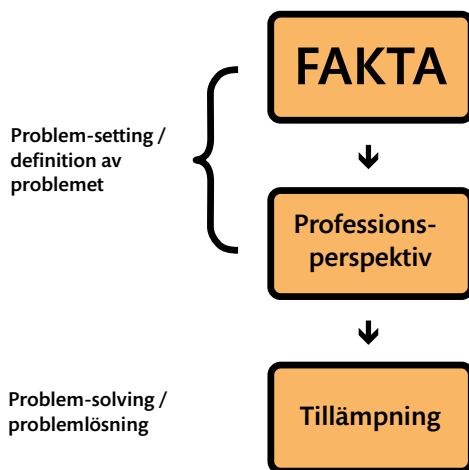 FAKTA
Problem-setting /
definition av
problemet
Professions-
perspektiv
Problem-solving /
problemlösning
Tillämpning